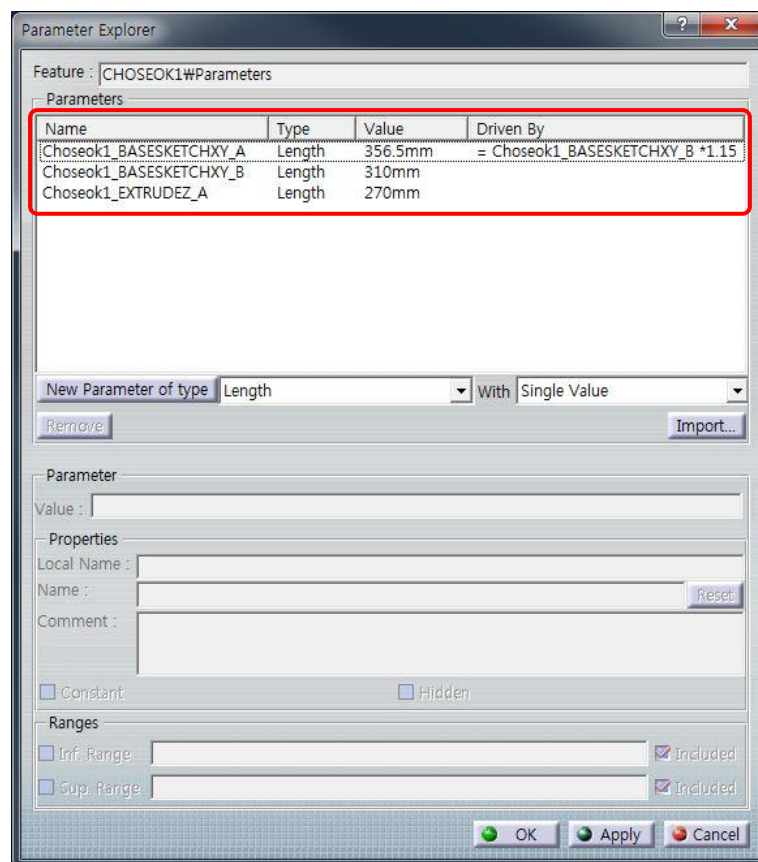 Parameter Explorer
? X
Feature : CHOSEOK1₩Parameters
Parameters
Name Type Value Driven By
Choseok1_BASESKETCHXY_A Length 356.5mm = Choseok1_BASESKETCHXY_B *1.15
Choseok1_BASESKETCHXY_B Length 310mm
Choseok1_EXTRUDEZ_A Length 270mm
New Parameter of type Length With Single Value
Remove Import...
Parameter
Value :
Properties
Local Name :
Name : Reset
Comment :
Constant Hidden
Ranges
Inf. Range Included
Sup. Range Included
OK Apply Cancel